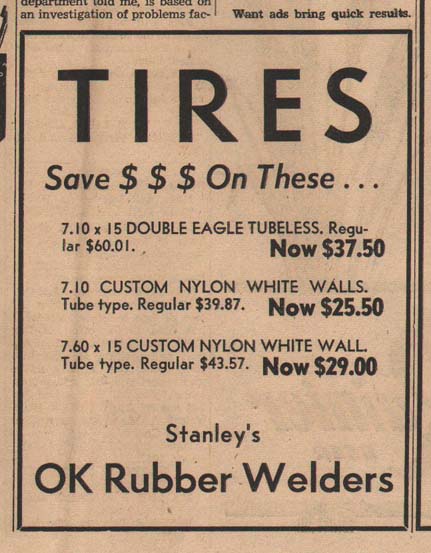 department told me, is based on
an investigation of problems fac-
Want ads bring quick results.
TIRES
Save $ $ $ On These . . .
7.10 x 15 DOUBLE EAGLE TUBELESS. Regu-
lar $60.01. Now $37.50
7.10 CUSTOM NYLON WHITE WALLS.
Tube type. Regular $39.87. Now $25.50
7.60 x 15 CUSTOM NYLON WHITE WALL.
Tube type. Regular $43.57. Now $29.00
Stanley's
OK Rubber Welders